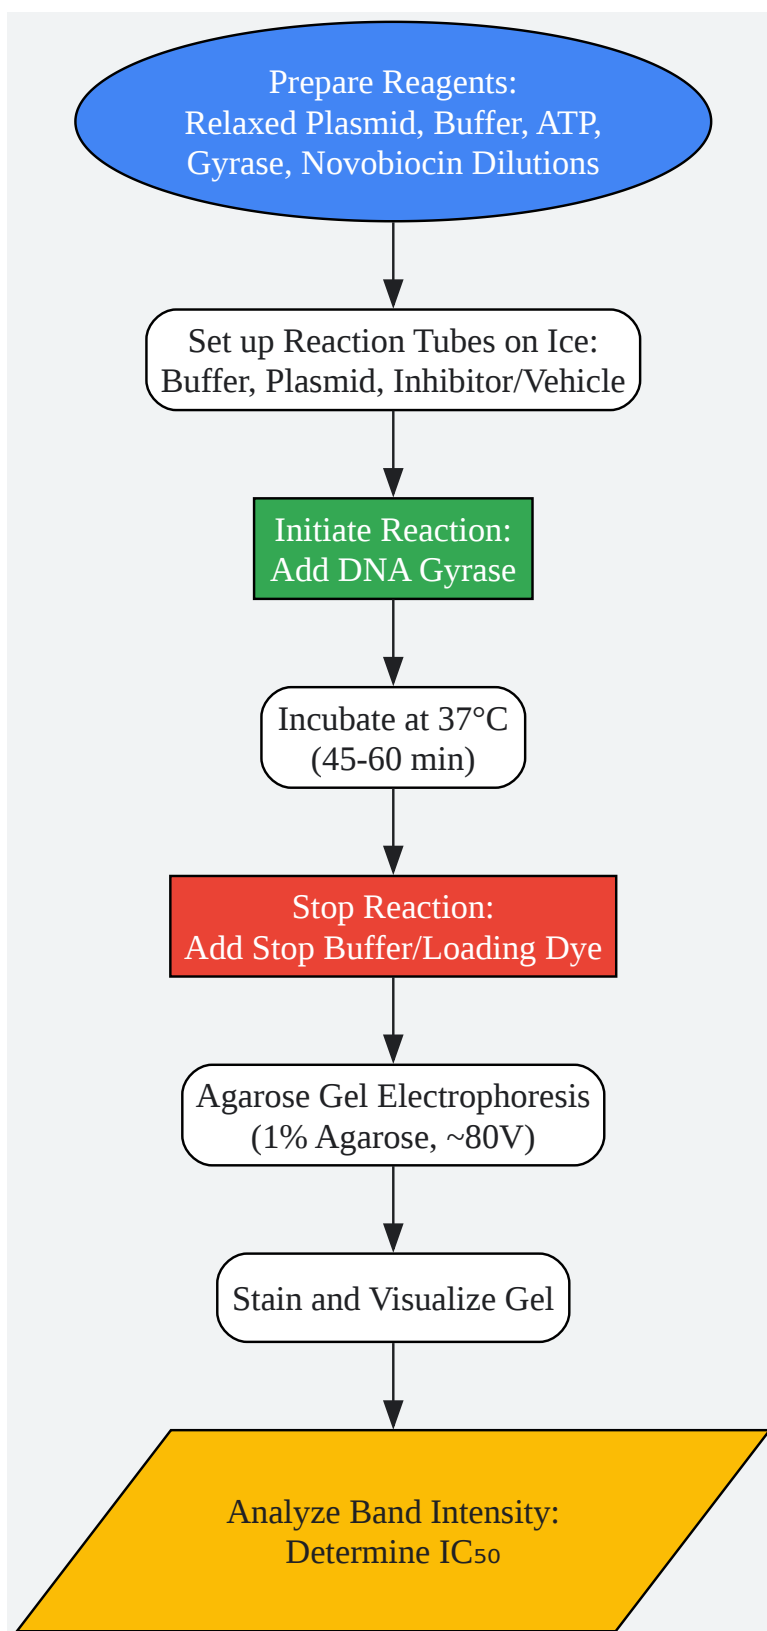 Prepare Reagents:
Relaxed Plasmid, Buffer, ATP,
Gyrase, Novobiocin Dilutions
Set up Reaction Tubes on Ice:
Buffer, Plasmid, Inhibitor/Vehicle
Initiate Reaction:
Add DNA Gyrase
Incubate at 37°C
(45-60 min)
Stop Reaction:
Add Stop Buffer/Loading Dye
Agarose Gel Electrophoresis
(1% Agarose, ~80V)
Stain and Visualize Gel
Analyze Band Intensity:
Determine IC₅₀